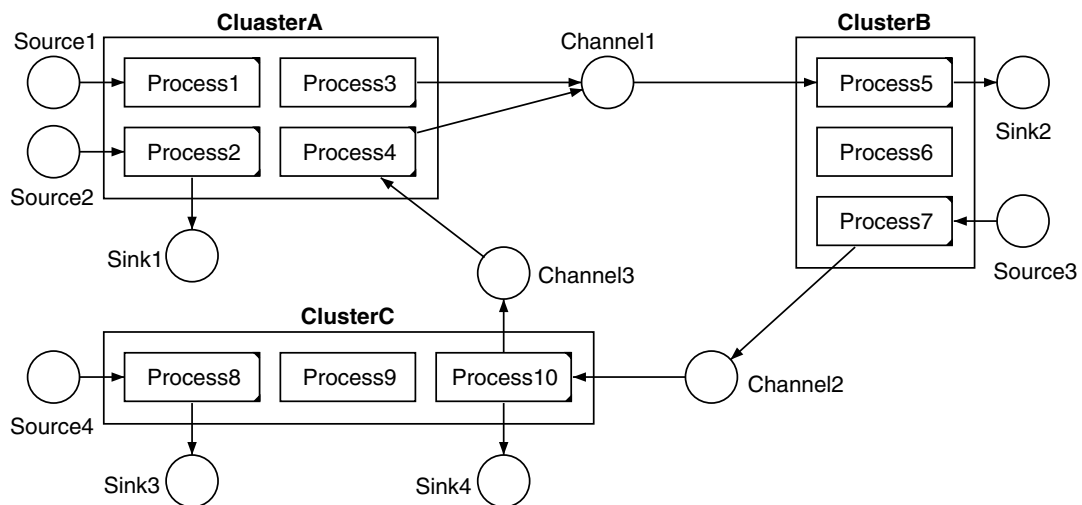 CluasterA
ClusterB
Source1
Channel1
Process1
Process3
Process5
Sink2
Process2
Process4
Process6
Source2
Process7
Sink1
Channel3
Source3
ClusterC
Process8
Process9
Process10
Channel2
Source4
Sink3
Sink4